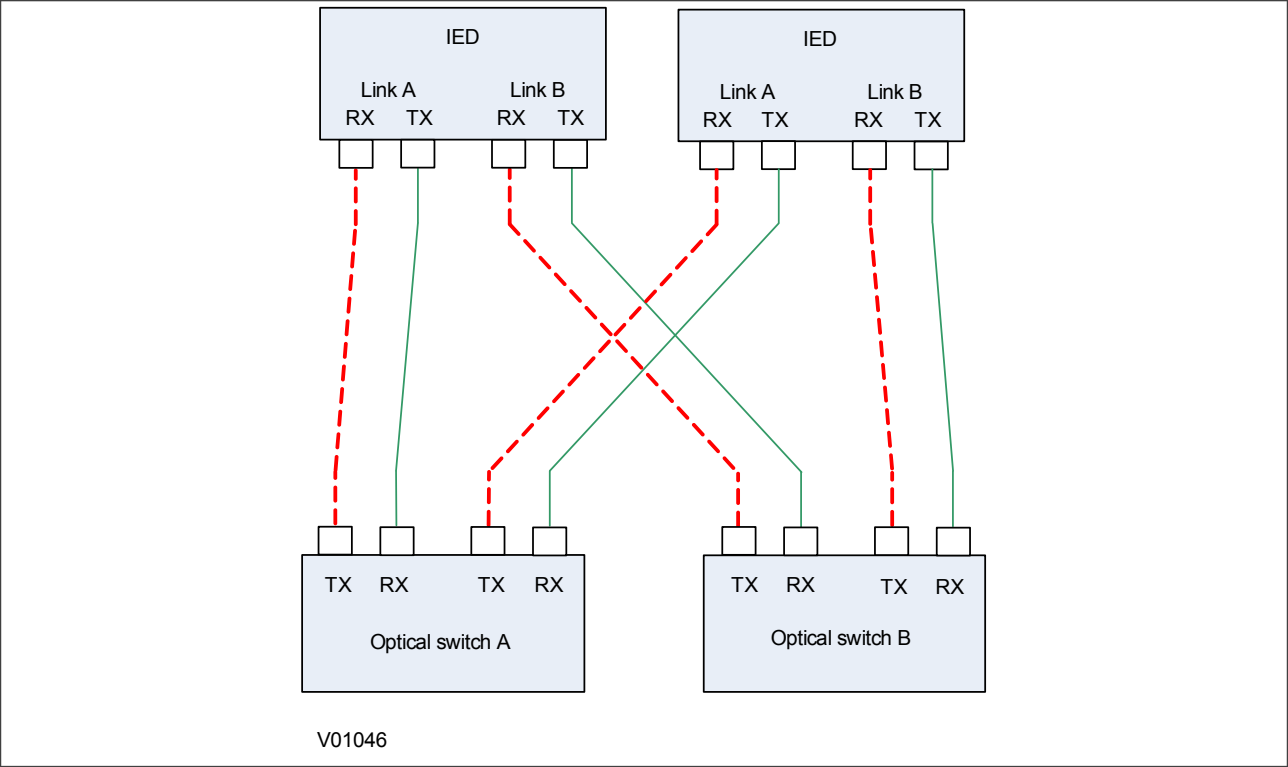 IED
Link A Link B
RX TX RX TX
IED
Link A Link B
RX TX RX TX
TX RX TX RX
Optical switch A
TX RX TX RX
Optical switch B
V01046